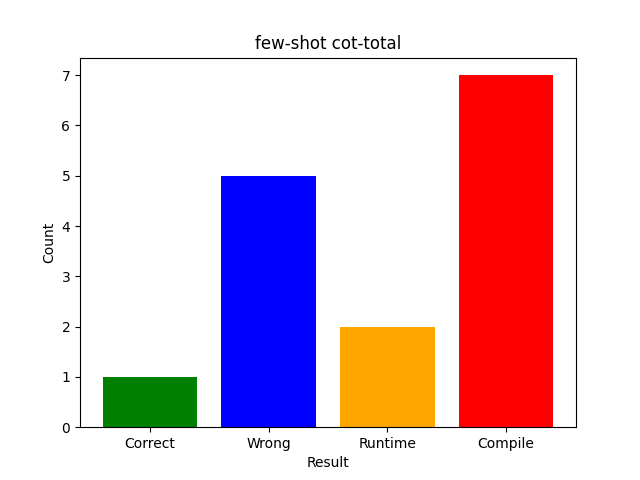 few-shot cot-total
7
6
5
4
3
2
1
0
Count
Correct
Wrong
Runtime
Compile
Result